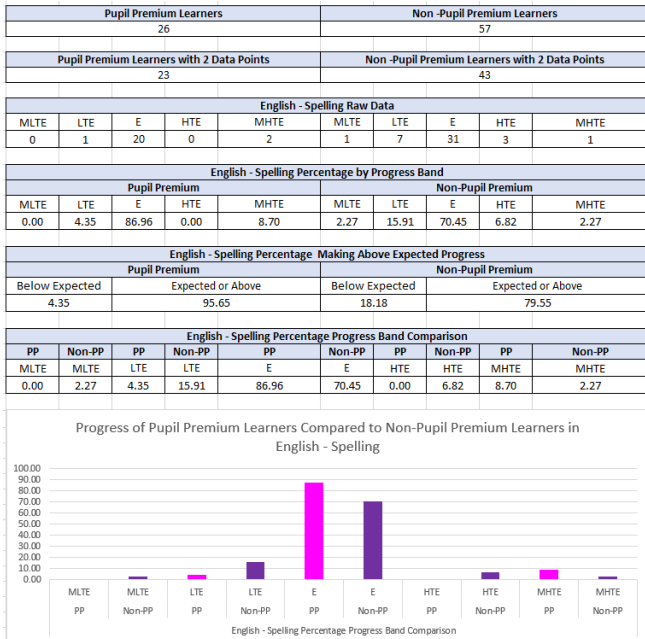 Pupil Premium Learners Non -Pupil Premium Learners
26 57
Pupil Premium Learners with 2 Data Points Non -Pupil Premium Learners with 2 Data Points
23 43
English - Spelling Raw Data
MLTE LTE E HTE MHTE MLTE LTE E HTE MHTE
0 1 20 0 2 1 7 31 3 1
English - Spelling Percentage by Progress Band
Pupil Premium Non-Pupil Premium
MLTE LTE E HTE MHTE MLTE LTE E HTE MHTE
0.00 4.35 86.96 0.00 8.70 2.27 15.91 70.45 6.82 2.27
English - Spelling Percentage Making Above Expected Progress
Pupil Premium Non-Pupil Premium
Below Expected Expected or Above Below Expected Expected or Above
4.35 95.65 18.18 79.55
English - Spelling Percentage Progress Band Comparison
PP Non-PP PP Non-PP PP Non-PP PP Non-PP PP Non-PP
MLTE MLTE LTE LTE E E HTE HTE MHTE MHTE
0.00 2.27 4.35 15.91 86.96 70.45 0.00 6.82 8.70 2.27
Progress of Pupil Premium Learners Compared to Non-Pupil Premium Learners in
English - Spelling
100.00
90.00
80.00
70.00
60.00
50.00
40.00
30.00
20.00
10.00
0.00
MLTE MLTE LTE LTE E E HTE HTE MHTE MHTE
PP Non-PP PP Non-PP PP Non-PP PP Non-PP PP Non-PP
English - Spelling Percentage Progress Band Comparison